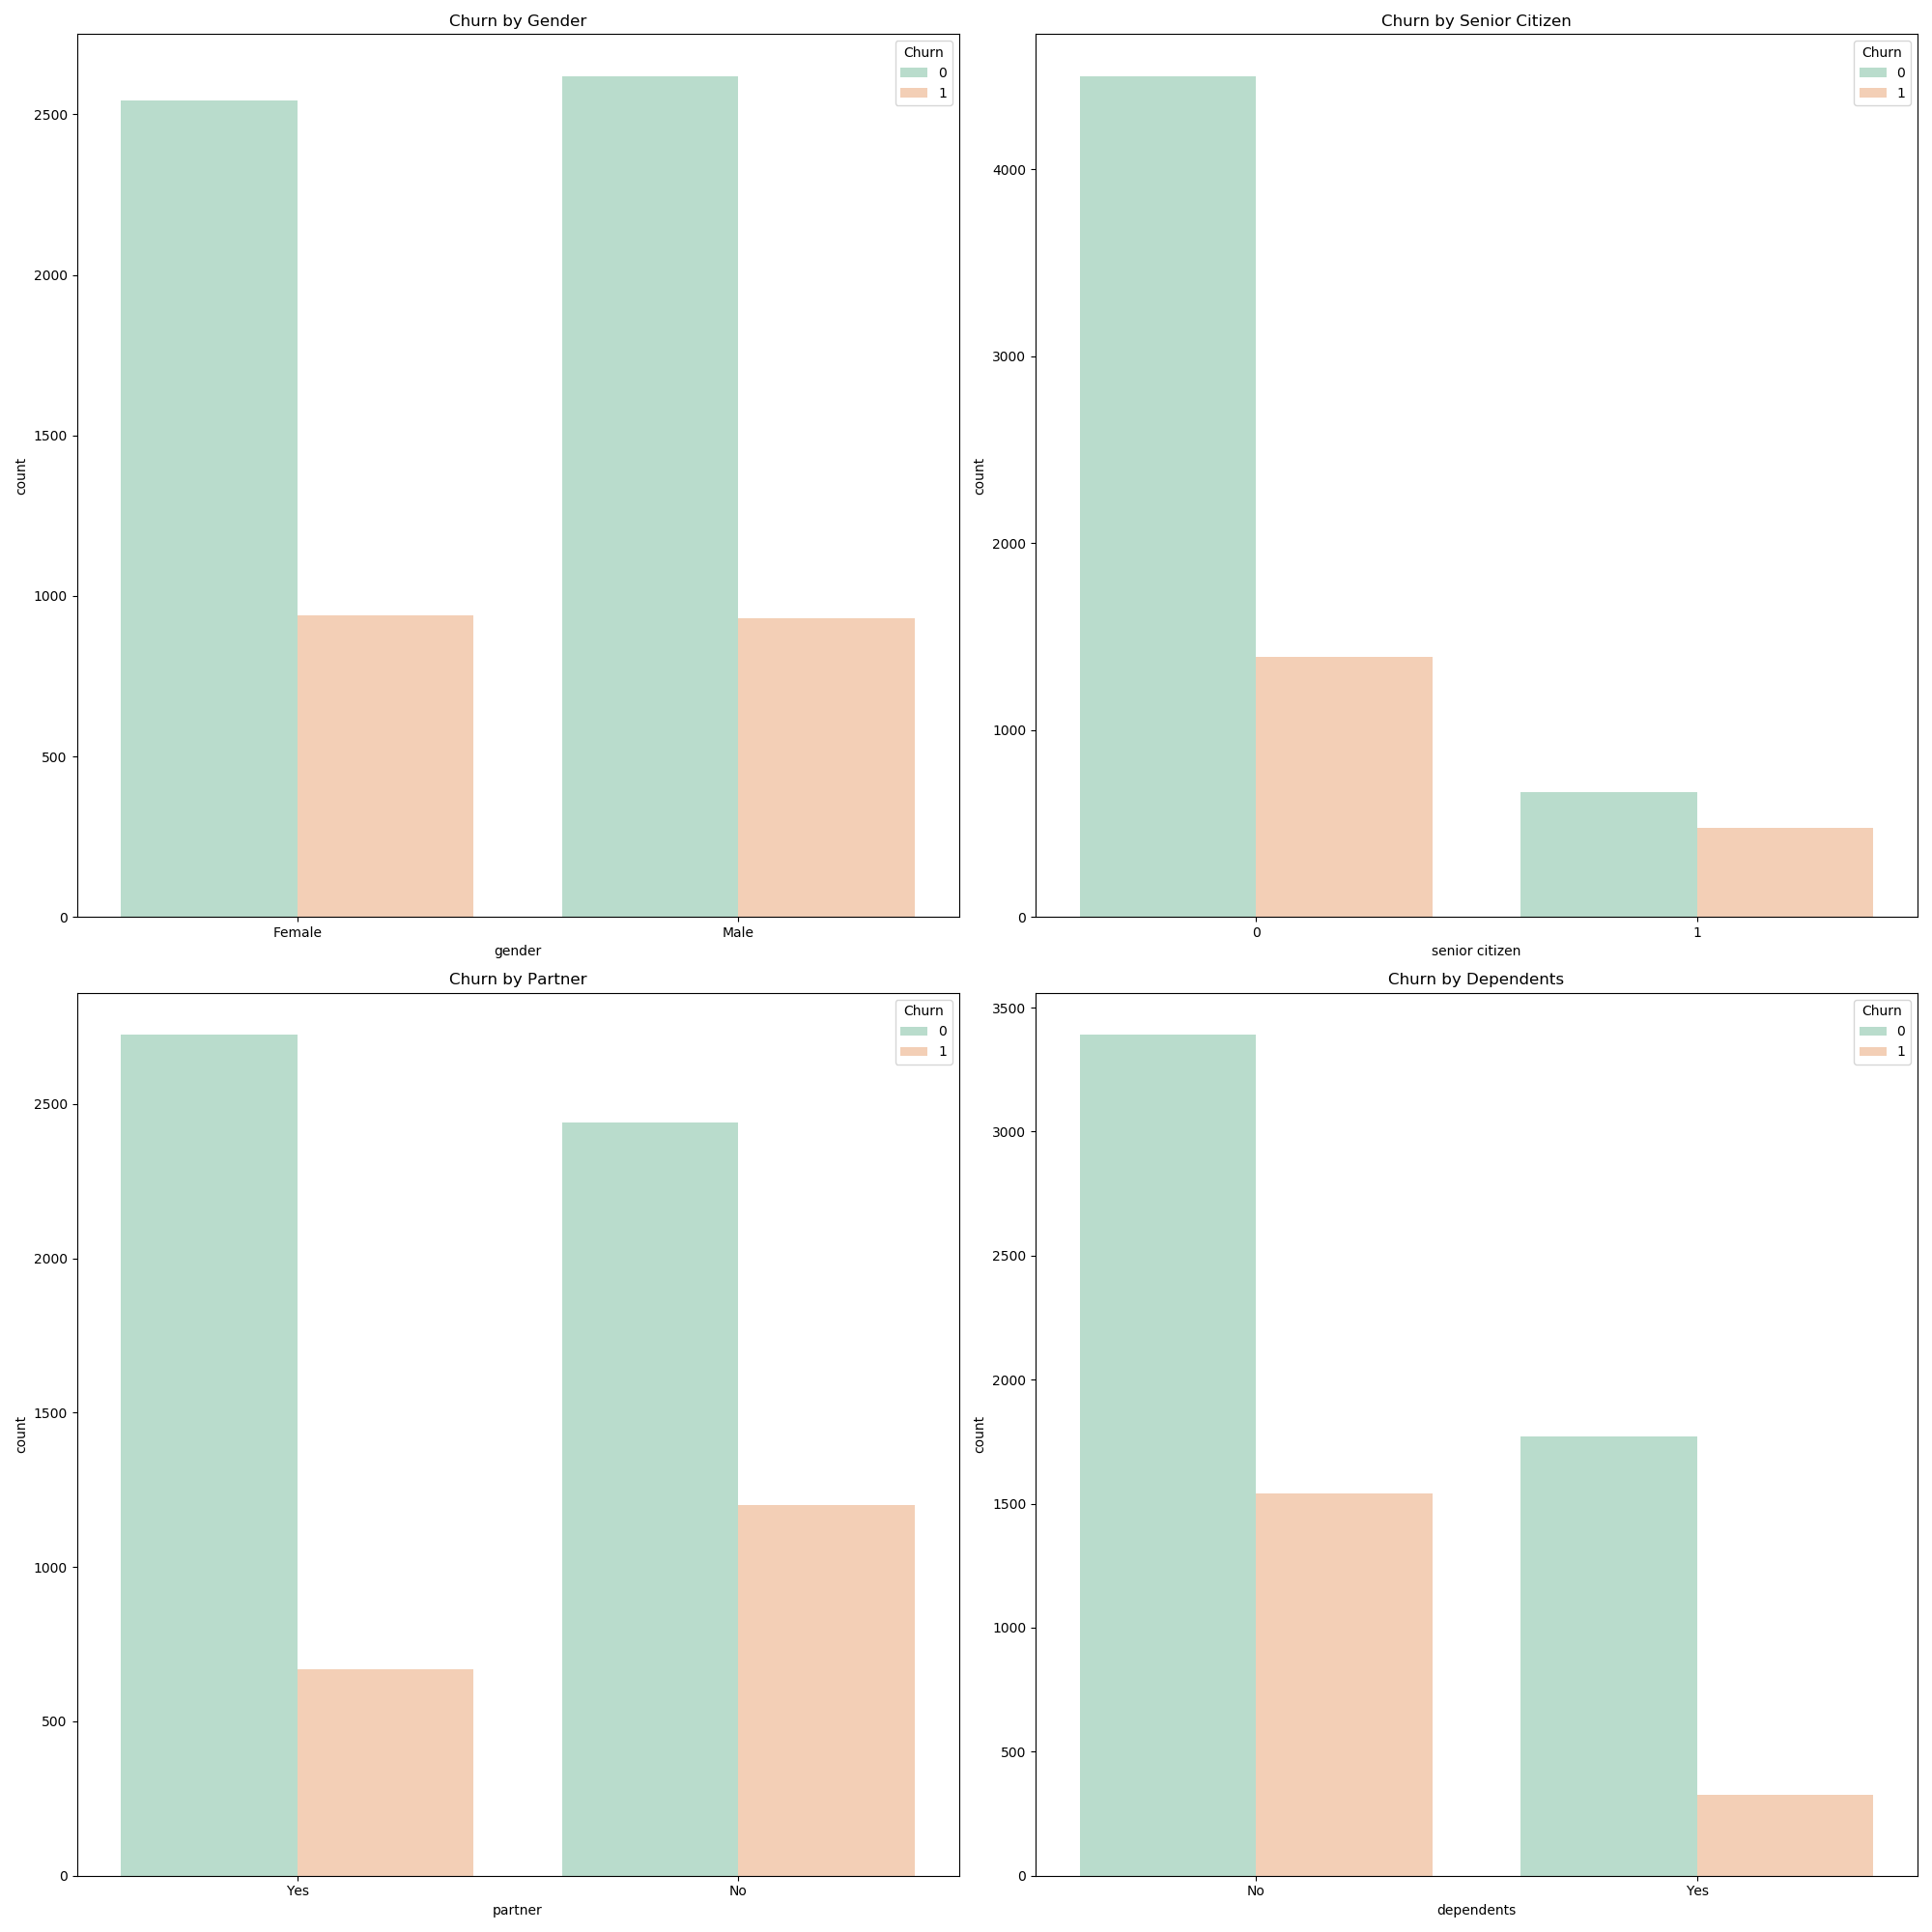 Churn by Gender
Churn
0
1
2500
2000
1500
1000
500
0
count
Female
Male
gender
Churn by Senior Citizen
Churn
0
1
4000
3000
2000
1000
0
count
0
1
senior citizen
Churn by Partner
Churn
0
1
2500
2000
1500
1000
500
0
count
Yes
No
partner
Churn by Dependents
Churn
0
1
3500
3000
2500
2000
1500
1000
500
0
count
No
Yes
dependents